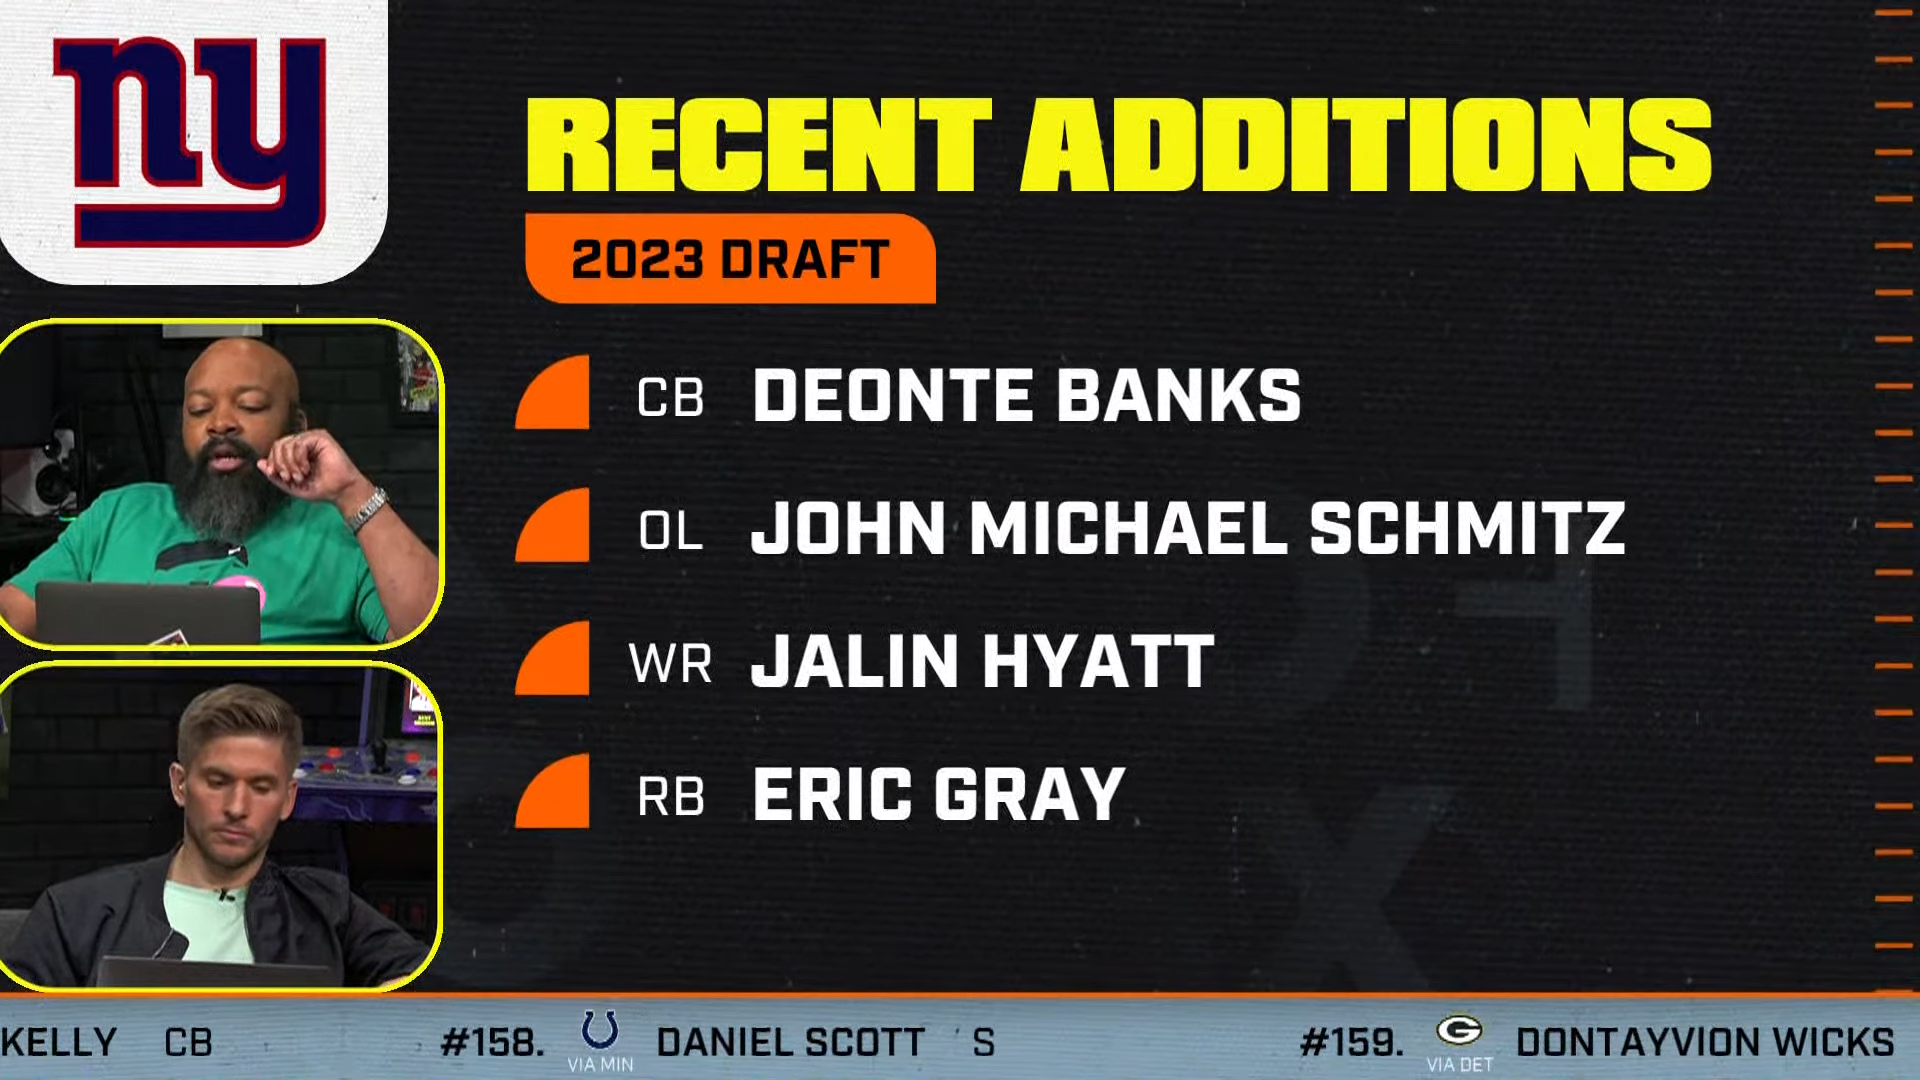 ny
RECENT ADDITIONS
2023 DRAFT
CB DEONTE BANKS
OL JOHN MICHAEL SCHMITZ
WR JALIN HYATT
RB ERIC GRAY
KELLY CB #158. VIA MIN DANIEL SCOTT S #159. G VIA DET DONTAYVION WICKS